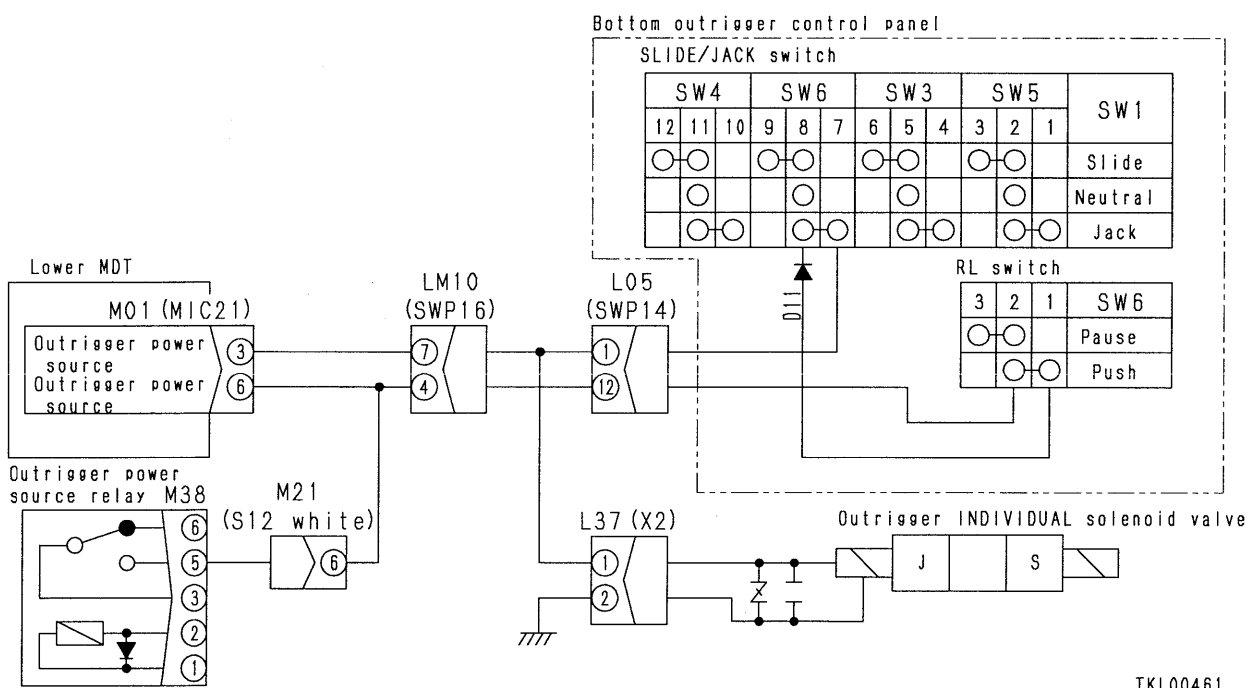 Bottom outrigger control panel
SLIDE/JACK switch
SW4 SW6 SW3 SW5 SW1
12 11 10 9 8 7 6 5 4 3 2 1
Slide
Neutral
Jack
Lower MDT
M01 (MIC21)
LM10
(SWP16)
L05
(SWP14)
D11
RL switch
3 2 1 SW6
Pause
Push
Outrigger power
source
3
Outrigger power
source
6
7
4
1
12
Outrigger power
source relay M38
M21
(S12 white)
6
5
3
2
1
6
L37 (X2)
1
2
Outrigger INDIVIDUAL solenoid valve
J S
TKL00461